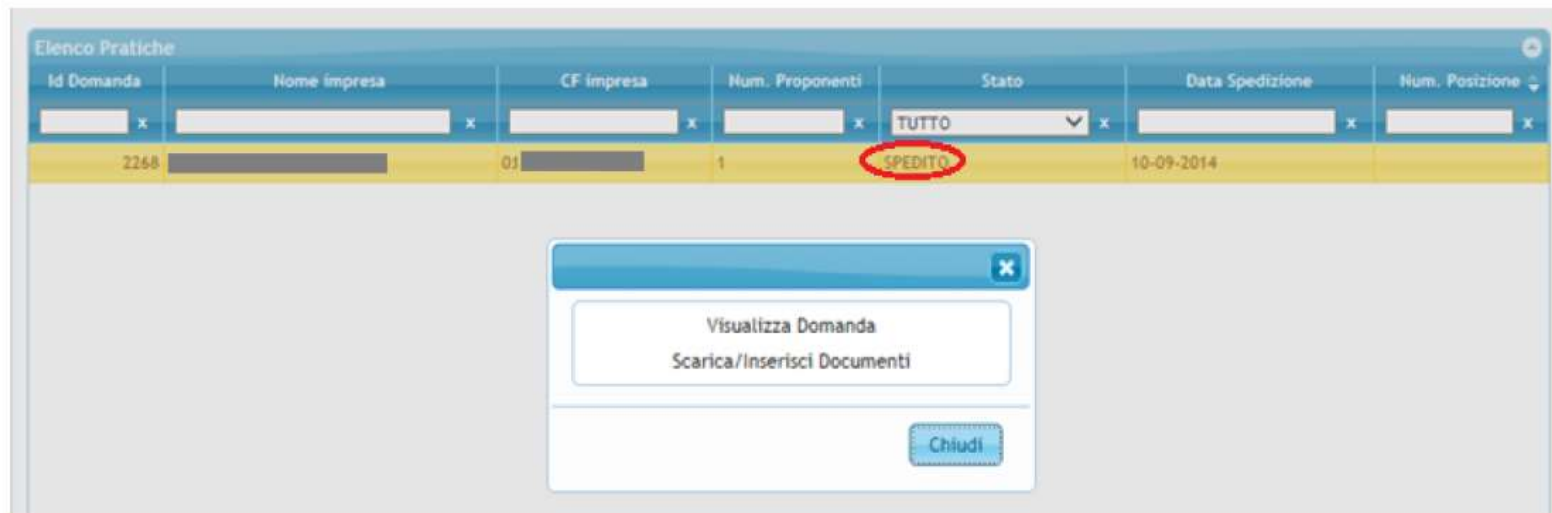 Elenco Pratiche
Id Domanda Nome impresa CF impresa Num. Proponenti Stato Data Spedizione Num. Posizione
x x x x TUTTO x x x
2268 01 1 SPEDITO 10-09-2014
Visualizza Domanda
Scarica/Inserisci Documenti
Chiudi